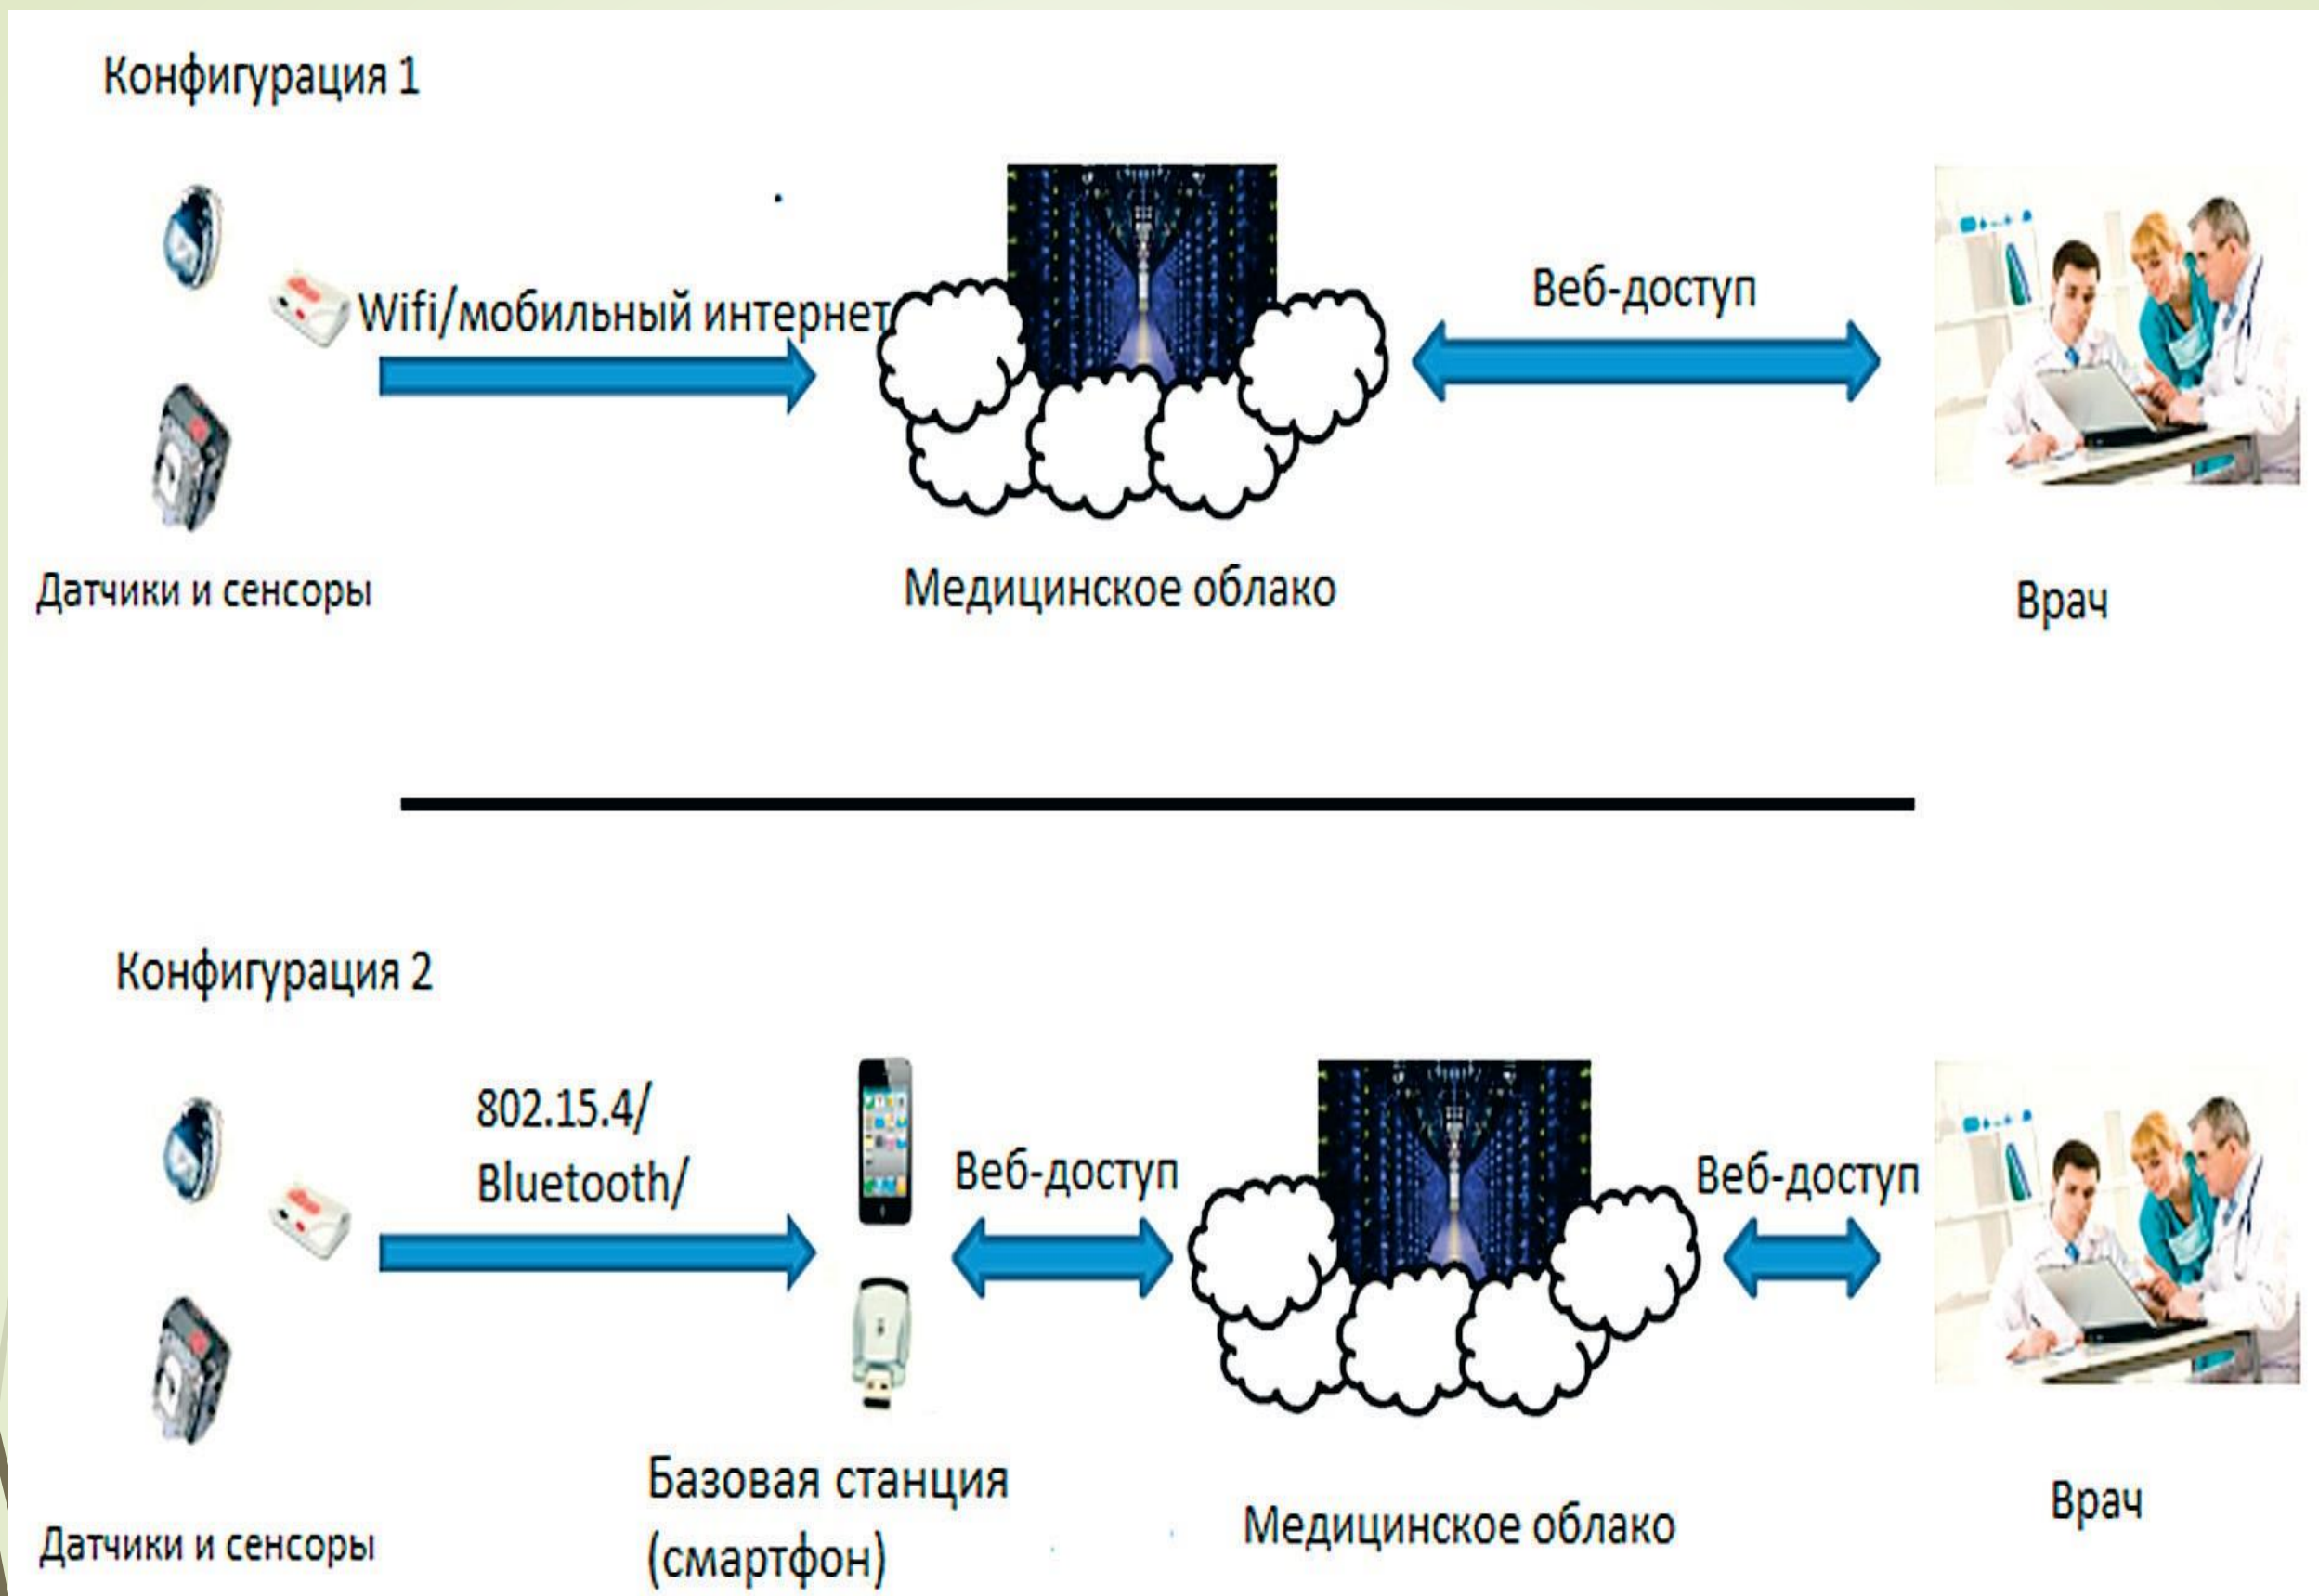 Конфигурация 1
Wifi/мобильный интернет
Веб-доступ
Датчики и сенсоры
Медицинское облако
Врач
Конфигурация 2
802.15.4/
Bluetooth/
Веб-доступ
Веб-доступ
Базовая станция
(смартфон)
Датчики и сенсоры
Медицинское облако
Врач